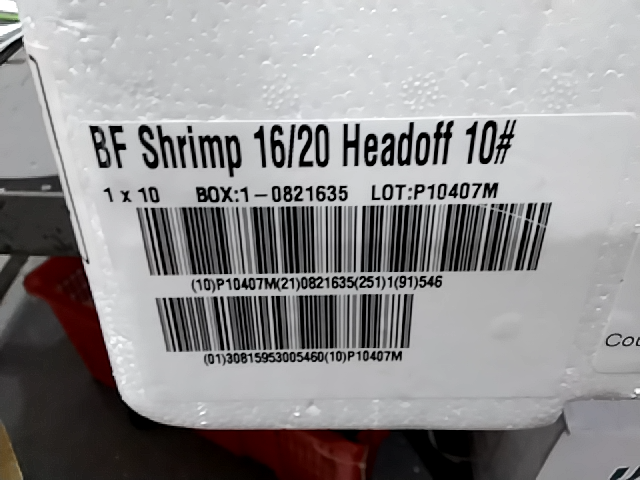 BF Shrimp 16/20 Headoff 10#
1 x 10 BOX:1-0821635 LOT:P10407M
(10)P10407M(21)0821635(251)1(91)546
(01)30815953005460(10)P10407M